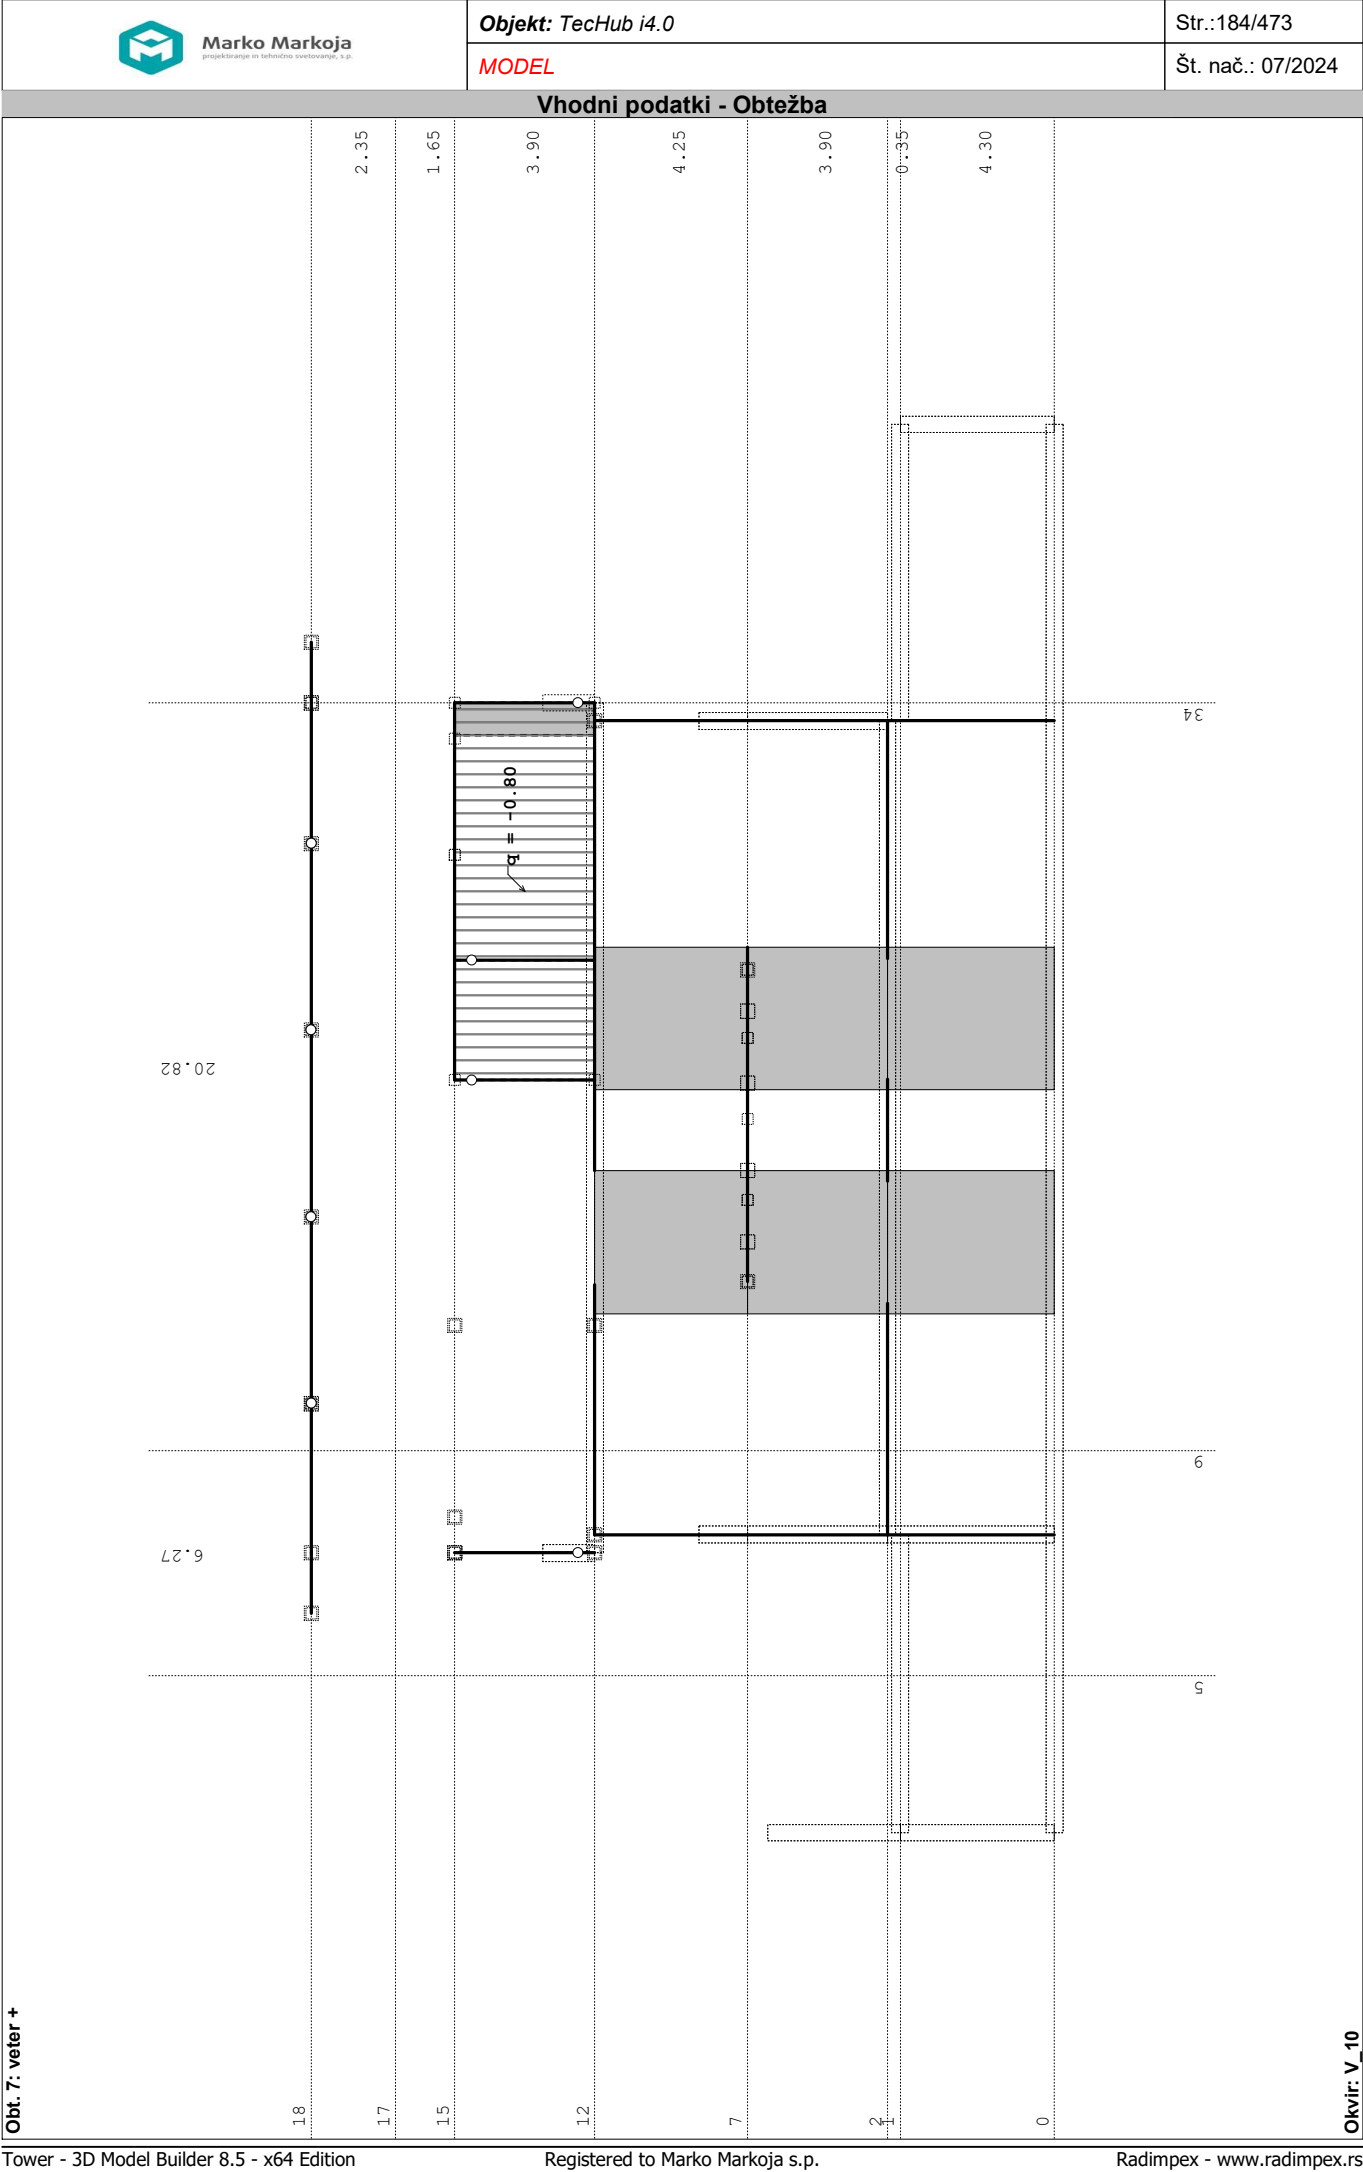 Marko Markoja
projektiranje in tehnično svetovanje, s.p.
Objekt: TecHub i4.0
MODEL
Str.:184/473
Št. nač.: 07/2024
Vhodni podatki - Obtežba
2.35
1.65
3.90
4.25
3.90
0.35
4.30
34
q = -0.80
20.82
9
6.27
5
Obt. 7: veter +
Okvir: V_10
18
17
15
12
7
2
1
0
Tower - 3D Model Builder 8.5 - x64 Edition
Registered to Marko Markoja s.p.
Radimpex - www.radimpex.rs